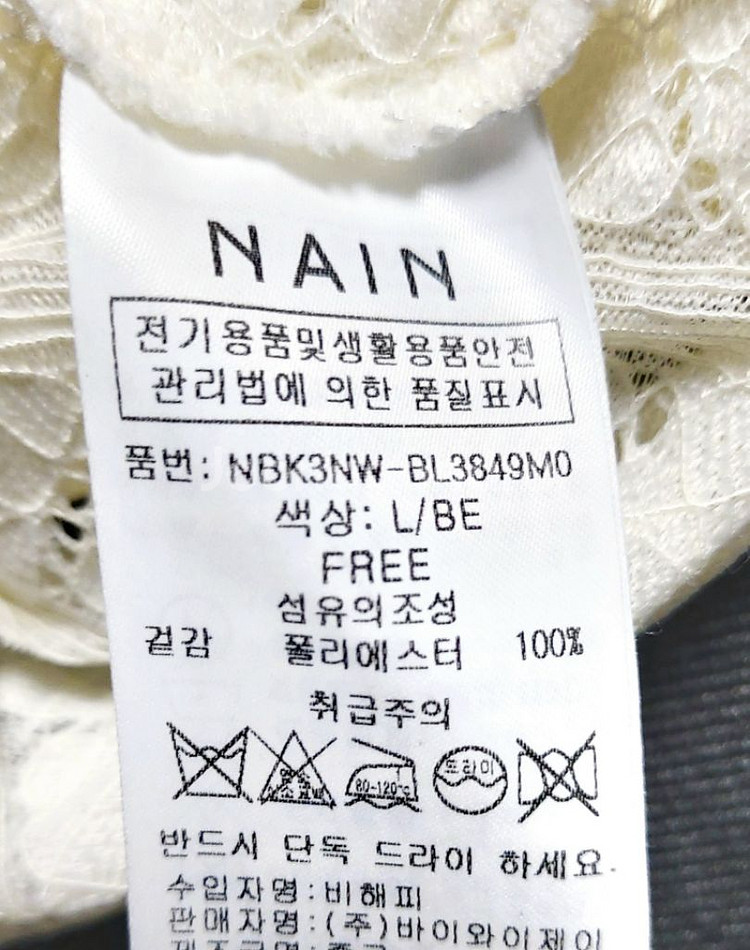 NAIN
전기용품및생활용품안전
관리법에 의한 품질표시
품번: NBK3NW-BL3849M0
색상: L/BE
FREE
섬유의조성
겉감 폴리에스터 100%
취급주의
80-120℃ 드라이
반드시 단독 드라이 하세요.
수입자명:비해피
판매자명:(주)바이와이제이